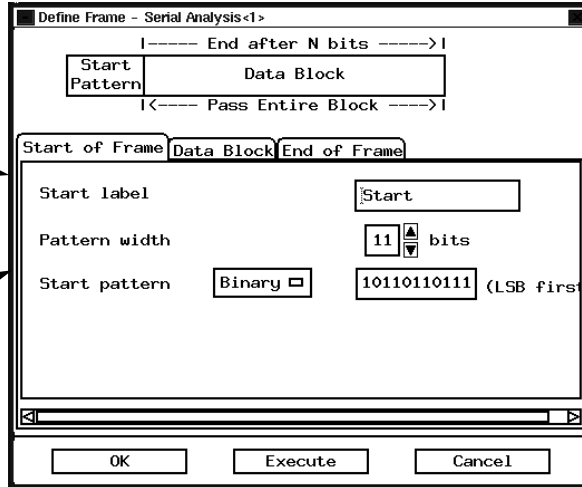 Define Frame - Serial Analysis<1>
|----- End after N bits ----->|
Start Pattern
Data Block
|<---- Pass Entire Block ---->|
Start of Frame Data Block End of Frame
Start label Start
Pattern width 11 bits
Start pattern Binary 10110110111 (LSB first
OK Execute Cancel